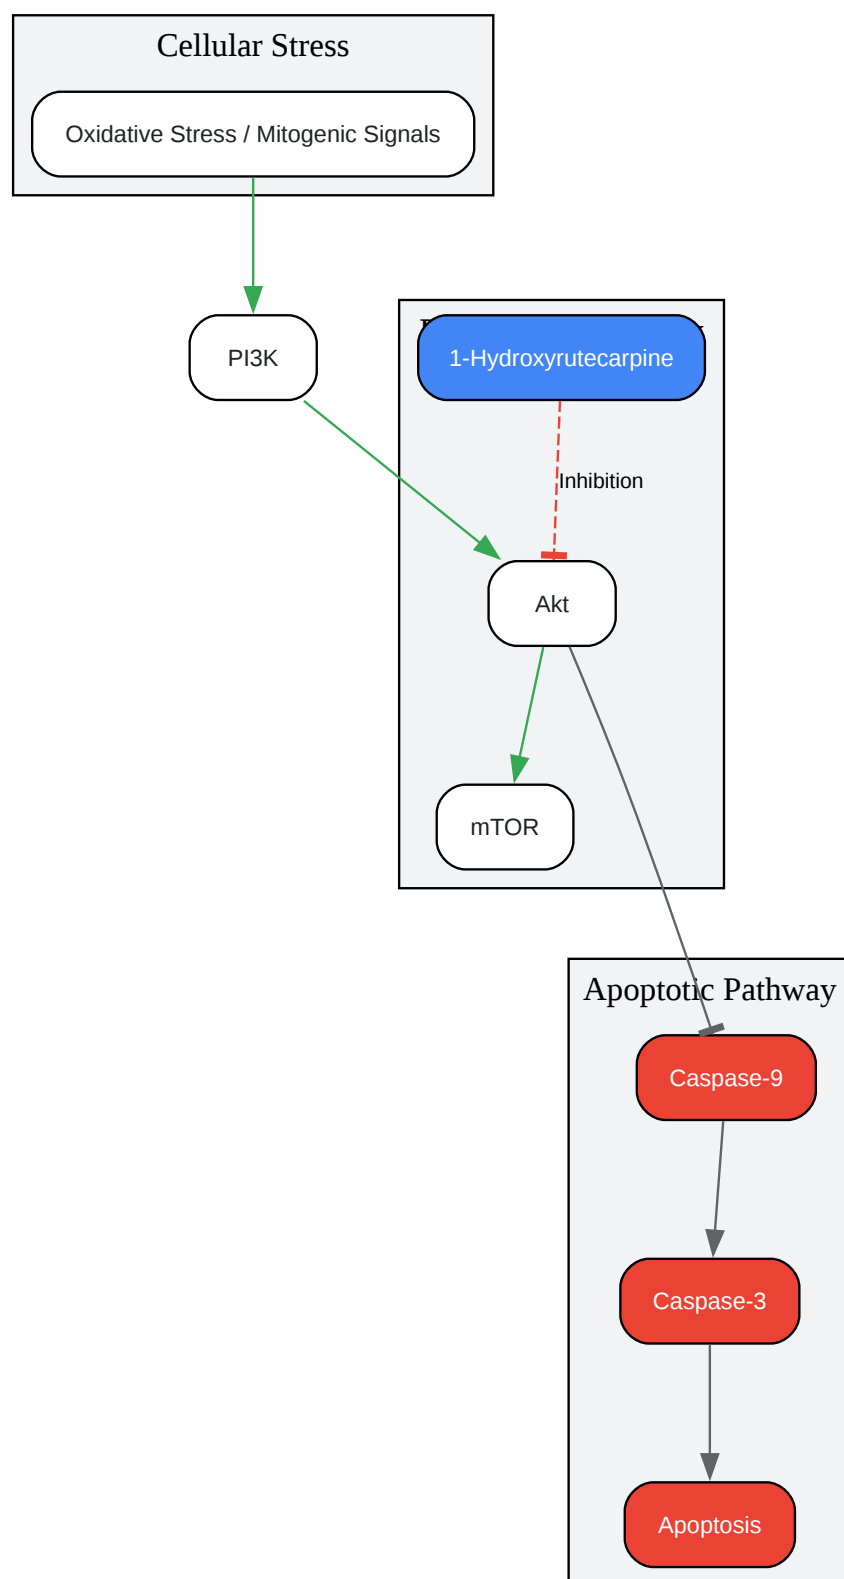 Cellular Stress
Oxidative Stress / Mitogenic Signals
PI3K
1-Hydroxyrutecarpine
Inhibition
Akt
mTOR
Apoptotic Pathway
Caspase-9
Caspase-3
Apoptosis